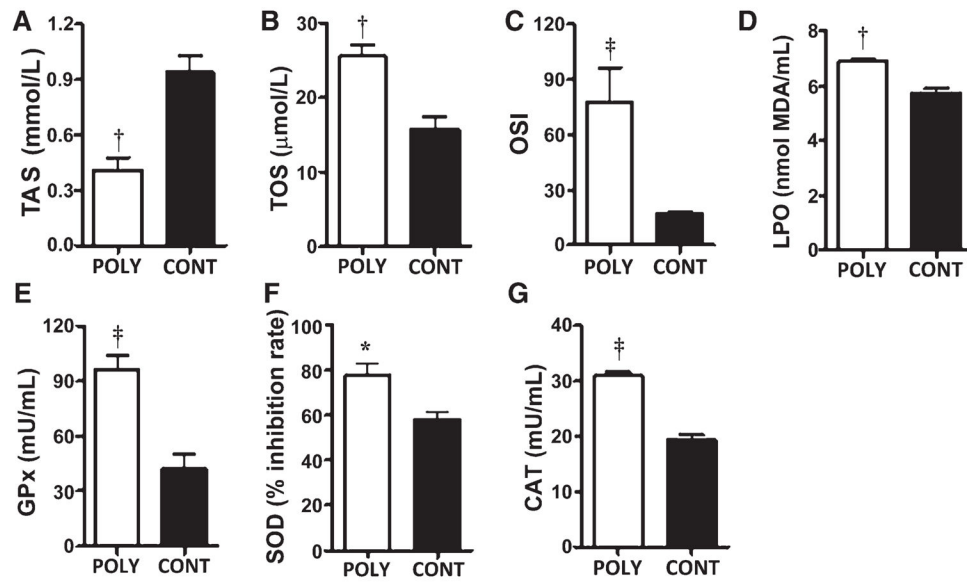 A
TAS (mmol/L)
1.2
0.9
0.6
0.3
0.0
†
POLY CONT
B
TOS (μmol/L)
30
20
10
0
†
POLY CONT
C
OSI
120
90
60
30
0
‡
POLY CONT
D
LPO (nmol MDA/mL)
8
6
4
2
0
†
POLY CONT
E
GPx (mU/mL)
120
90
60
30
0
‡
POLY CONT
F
SOD (% inhibition rate)
100
80
60
40
20
0
*
POLY CONT
G
CAT (mU/mL)
40
30
20
10
0
‡
POLY CONT